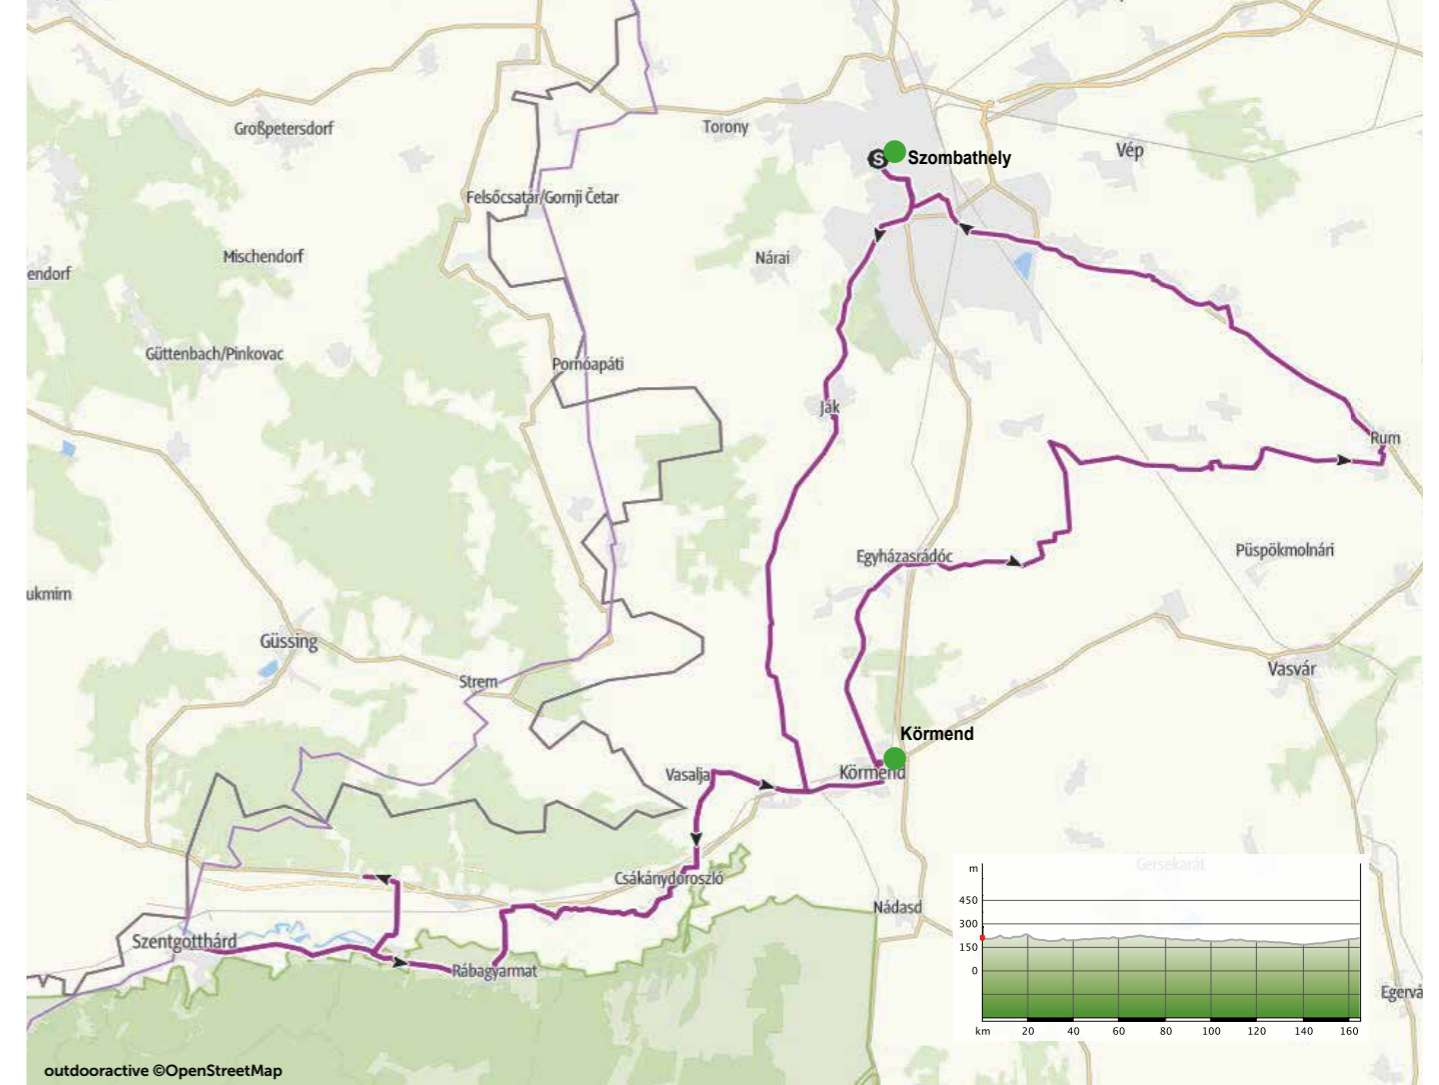 Großpetersdorf
Torony
S
Szombathely
Vép
Felsőcsatár/Gornji Četar
Mischendorf
Nárai
endorf
Güttenbach/Pinkovac
Pornóapáti
Ják
Rum
Egyházasrádóc
Püspökmolnári
ukmirn
Güssing
Strem
Vasvár
Körmend
Vasalja
Körmend
Csákánydoroszló
Gersekarát
Nádasd
Szentgotthárd
Rábagyarmat
Egervá
m
450
300
150
0
km 20 40 60 80 100 120 140 160
outdooractive ©OpenStreetMap